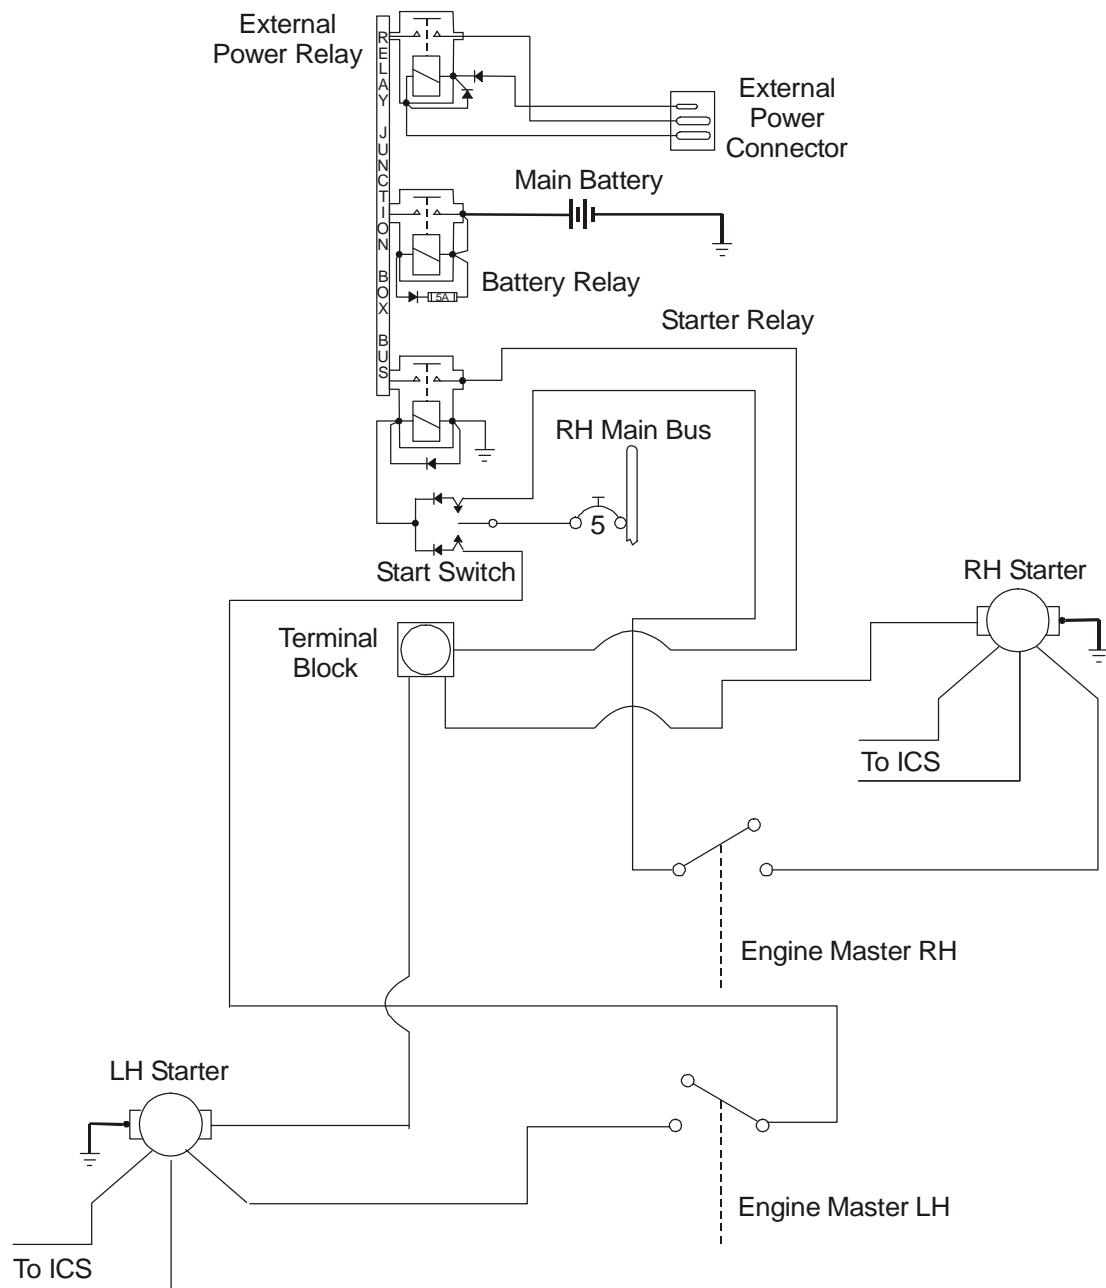 External
Power Relay
RELAY JUNCTION BOX BUS
External
Power
Connector
Main Battery
Battery Relay
5A
Starter Relay
RH Main Bus
5
Start Switch
RH Starter
Terminal
Block
To ICS
Engine Master RH
LH Starter
Engine Master LH
To ICS